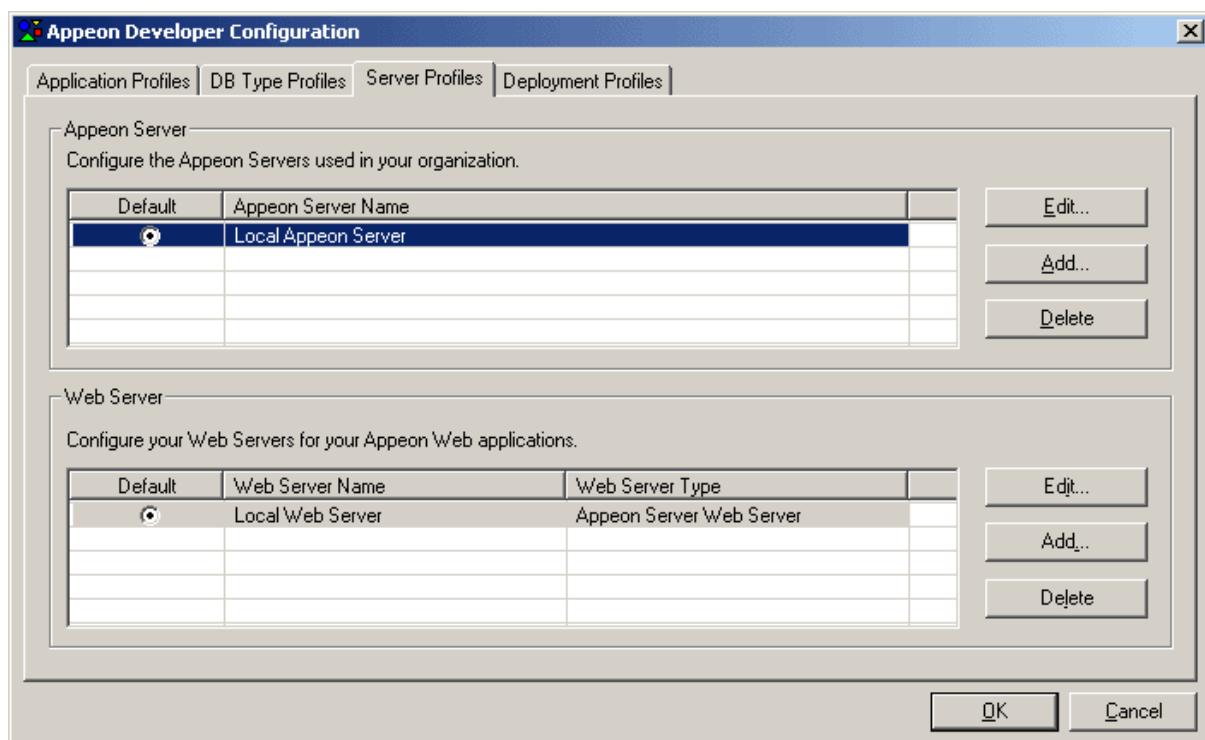 Appeon Developer Configuration
Application Profiles DB Type Profiles Server Profiles Deployment Profiles
Appeon Server
Configure the Appeon Servers used in your organization.
Default Appeon Server Name
Local Appeon Server
Edit...
Add...
Delete
Web Server
Configure your Web Servers for your Appeon Web applications.
Default Web Server Name Web Server Type
Local Web Server Appeon Server Web Server
Edit...
Add...
Delete
OK Cancel